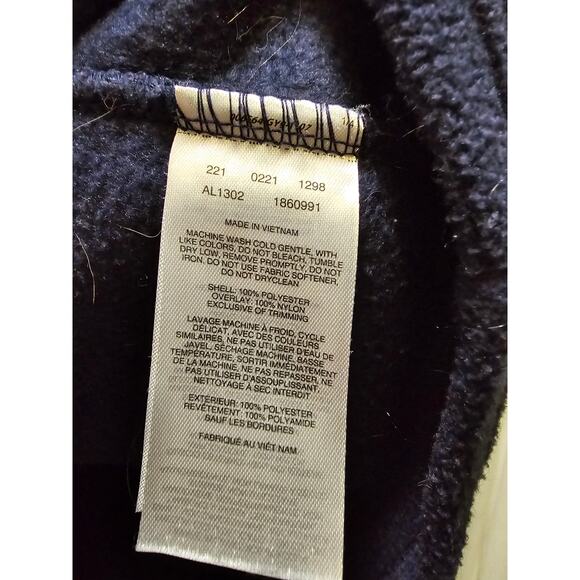 221 0221 1298
AL1302 1860991
MADE IN VIETNAM
MACHINE WASH COLD GENTLE, WITH
LIKE COLORS, DO NOT BLEACH, TUMBLE
DRY LOW, REMOVE PROMPTLY, DO NOT
IRON. DO NOT USE FABRIC SOFTENER,
DO NOT DRYCLEAN
SHELL: 100% POLYESTER
OVERLAY: 100% NYLON
EXCLUSIVE OF TRIMMING
LAVAGE MACHINE À FROID, CYCLE
DÉLICAT, AVEC DES COULEURS
SIMILAIRES, NE PAS UTILISER D'EAU DE
JAVEL, SÉCHAGE MACHINE, BASSE
TEMPÉRATURE, SORTIR IMMÉDIATEMENT
DE LA MACHINE, NE PAS REPASSER, NE
PAS UTILISER D'ASSOUPLISSANT,
NETTOYAGE À SEC INTERDIT
EXTÉRIEUR: 100% POLYESTER
REVÊTEMENT: 100% POLYAMIDE
SAUF LES BORDURES
FABRIQUÉ AU VIÊT NAM